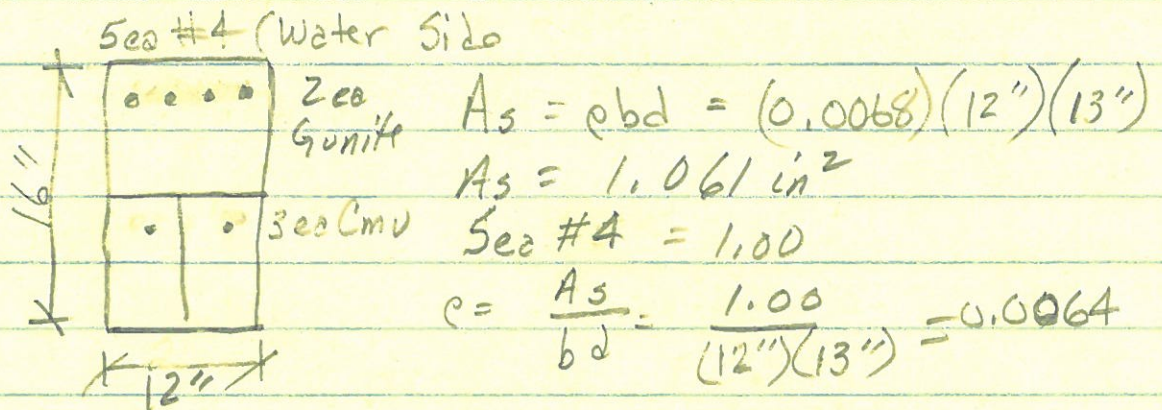 5ea #4 (Water Side
2ea
Gunite
As = ρbd = (0.0068)(12")(13")
As = 1.061 in²
16"
3ea Cmu
5ea #4 = 1.00
ρ = As/bd = 1.00/(12")(13") = 0.0064
12"